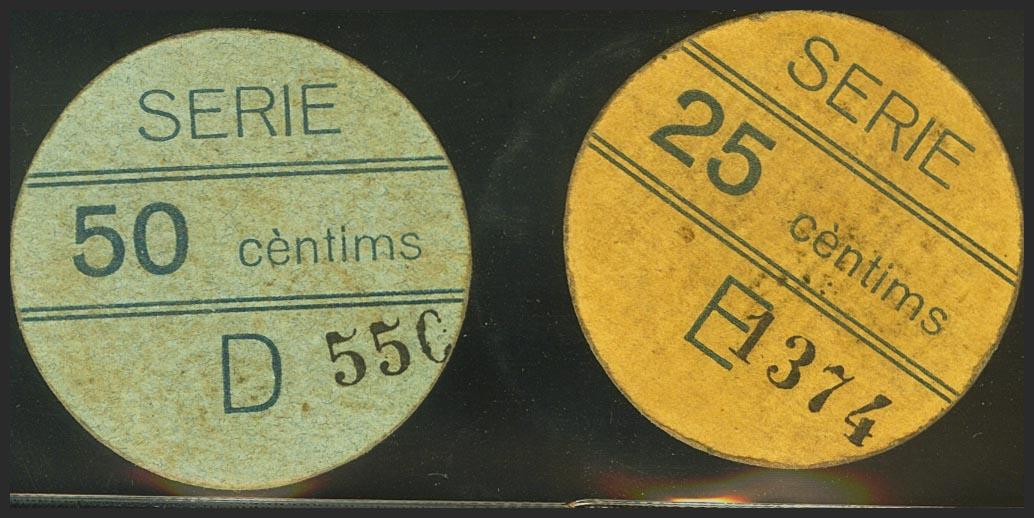 SERIE
50 cèntims
D 550
SERIE
25 cèntims
E 1374